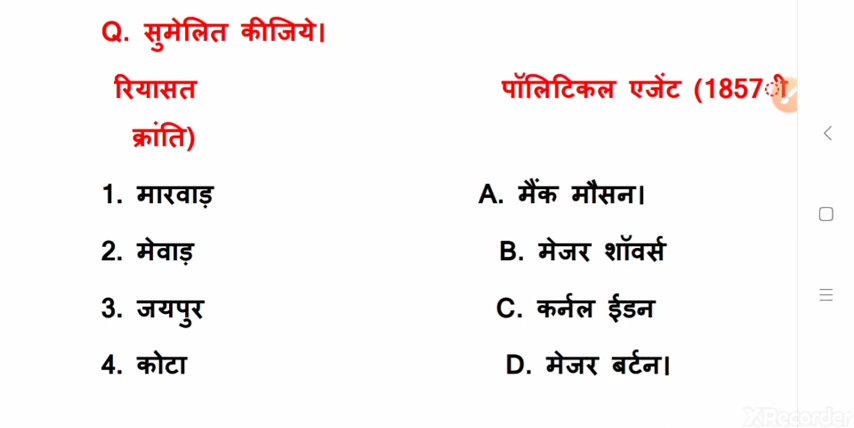 Q. सुमेलित कीजिये।
रियासत पॉलिटिकल एजेंट (1857 ी
क्रांति)
1. मारवाड़ A. मैंक मौसन।
2. मेवाड़ B. मेजर शॉवर्स
3. जयपुर C. कर्नल ईडन
4. कोटा D. मेजर बर्टन।
XRecorder